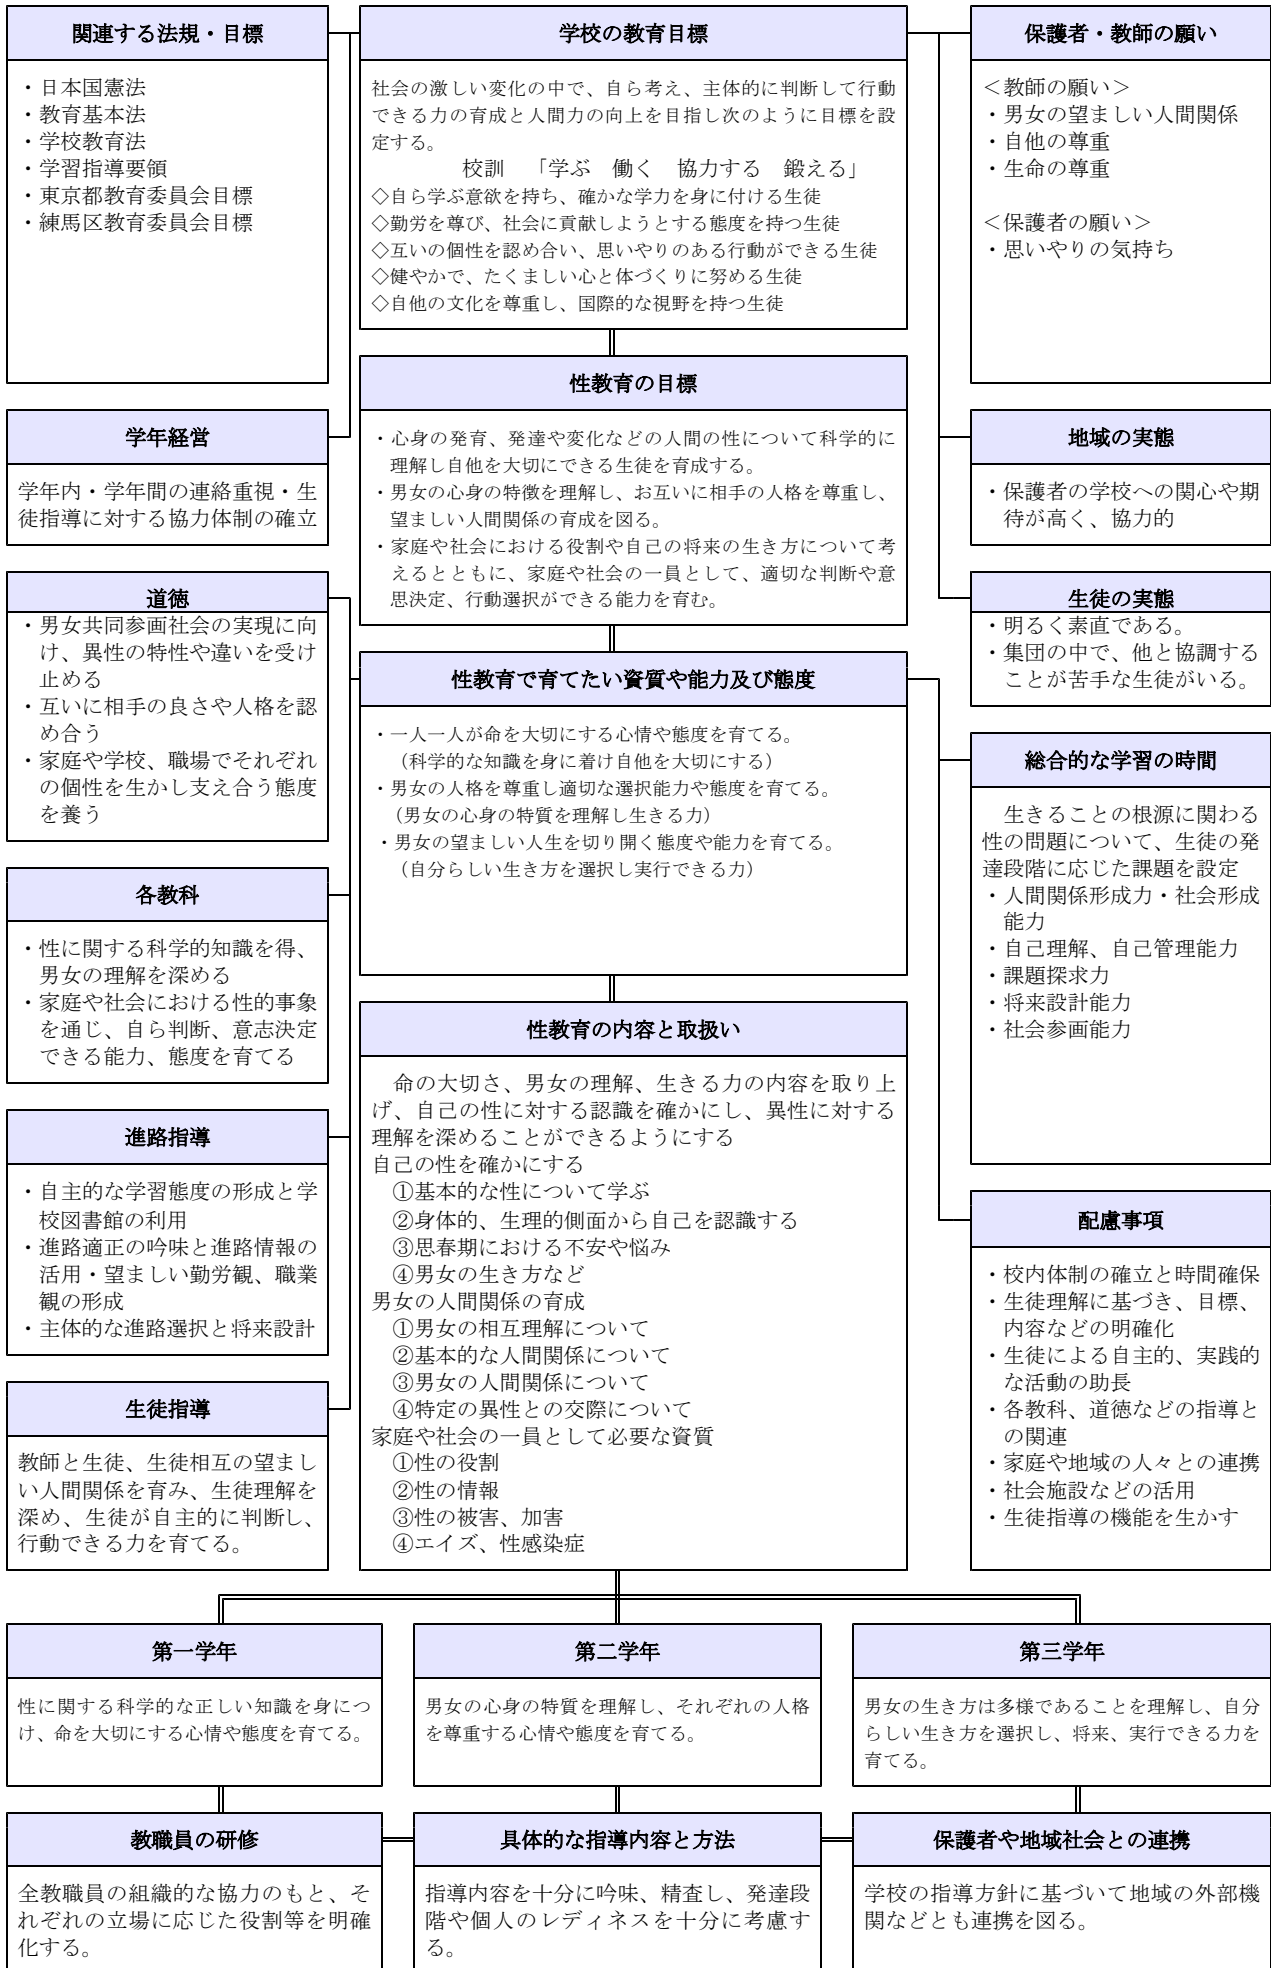 関連する法規・目標
・日本国憲法
・教育基本法
・学校教育法
・学習指導要領
・東京都教育委員会目標
・練馬区教育委員会目標
学校の教育目標
社会の激しい変化の中で、自ら考え、主体的に判断して行動
できる力の育成と人間力の向上を目指し次のように目標を設
定する。
校訓　「学ぶ　働く　協力する　鍛える」
◇自ら学ぶ意欲を持ち、確かな学力を身に付ける生徒
◇勤労を尊び、社会に貢献しようとする態度を持つ生徒
◇互いの個性を認め合い、思いやりのある行動ができる生徒
◇健やかで、たくましい心と体づくりに努める生徒
◇自他の文化を尊重し、国際的な視野を持つ生徒
保護者・教師の願い
＜教師の願い＞
・男女の望ましい人間関係
・自他の尊重
・生命の尊重
＜保護者の願い＞
・思いやりの気持ち
学年経営
学年内・学年間の連絡重視・生
徒指導に対する協力体制の確立
性教育の目標
・心身の発育、発達や変化などの人間の性について科学的に
理解し自他を大切にできる生徒を育成する。
・男女の心身の特徴を理解し、お互いに相手の人格を尊重し、
望ましい人間関係の育成を図る。
・家庭や社会における役割や自己の将来の生き方について考
えるとともに、家庭や社会の一員として、適切な判断や意
思決定、行動選択ができる能力を育む。
地域の実態
・保護者の学校への関心や期
待が高く、協力的
道徳
・男女共同参画社会の実現に向
け、異性の特性や違いを受け
止める
・互いに相手の良さや人格を認
め合う
・家庭や学校、職場でそれぞれ
の個性を生かし支え合う態度
を養う
生徒の実態
・明るく素直である。
・集団の中で、他と協調する
ことが苦手な生徒がいる。
性教育で育てたい資質や能力及び態度
・一人一人が命を大切にする心情や態度を育てる。
（科学的な知識を身に着け自他を大切にする）
・男女の人格を尊重し適切な選択能力や態度を育てる。
（男女の心身の特質を理解し生きる力）
・男女の望ましい人生を切り開く態度や能力を育てる。
（自分らしい生き方を選択し実行できる力）
総合的な学習の時間
生きることの根源に関わる
性の問題について、生徒の発
達段階に応じた課題を設定
・人間関係形成力・社会形成
能力
・自己理解、自己管理能力
・課題探求力
・将来設計能力
・社会参画能力
各教科
・性に関する科学的知識を得、
男女の理解を深める
・家庭や社会における性的事象
を通じ、自ら判断、意志決定
できる能力、態度を育てる
性教育の内容と取扱い
命の大切さ、男女の理解、生きる力の内容を取り上
げ、自己の性に対する認識を確かにし、異性に対する
理解を深めることができるようにする
自己の性を確かにする
①基本的な性について学ぶ
②身体的、生理的側面から自己を認識する
③思春期における不安や悩み
④男女の生き方など
男女の人間関係の育成
①男女の相互理解について
②基本的な人間関係について
③男女の人間関係について
④特定の異性との交際について
家庭や社会の一員として必要な資質
①性の役割
②性の情報
③性の被害、加害
④エイズ、性感染症
進路指導
・自主的な学習態度の形成と学
校図書館の利用
・進路適正の吟味と進路情報の
活用・望ましい勤労観、職業
観の形成
・主体的な進路選択と将来設計
配慮事項
・校内体制の確立と時間確保
・生徒理解に基づき、目標、
内容などの明確化
・生徒による自主的、実践的
な活動の助長
・各教科、道徳などの指導と
の関連
・家庭や地域の人々との連携
・社会施設などの活用
・生徒指導の機能を生かす
生徒指導
教師と生徒、生徒相互の望まし
い人間関係を育み、生徒理解を
深め、生徒が自主的に判断し、
行動できる力を育てる。
第一学年
性に関する科学的な正しい知識を身につ
け、命を大切にする心情や態度を育てる。
第二学年
男女の心身の特質を理解し、それぞれの人格
を尊重する心情や態度を育てる。
第三学年
男女の生き方は多様であることを理解し、自分
らしい生き方を選択し、将来、実行できる力を
育てる。
教職員の研修
全教職員の組織的な協力のもと、そ
れぞれの立場に応じた役割等を明確
化する。
具体的な指導内容と方法
指導内容を十分に吟味、精査し、発達段
階や個人のレディネスを十分に考慮す
る。
保護者や地域社会との連携
学校の指導方針に基づいて地域の外部機
関などとも連携を図る。